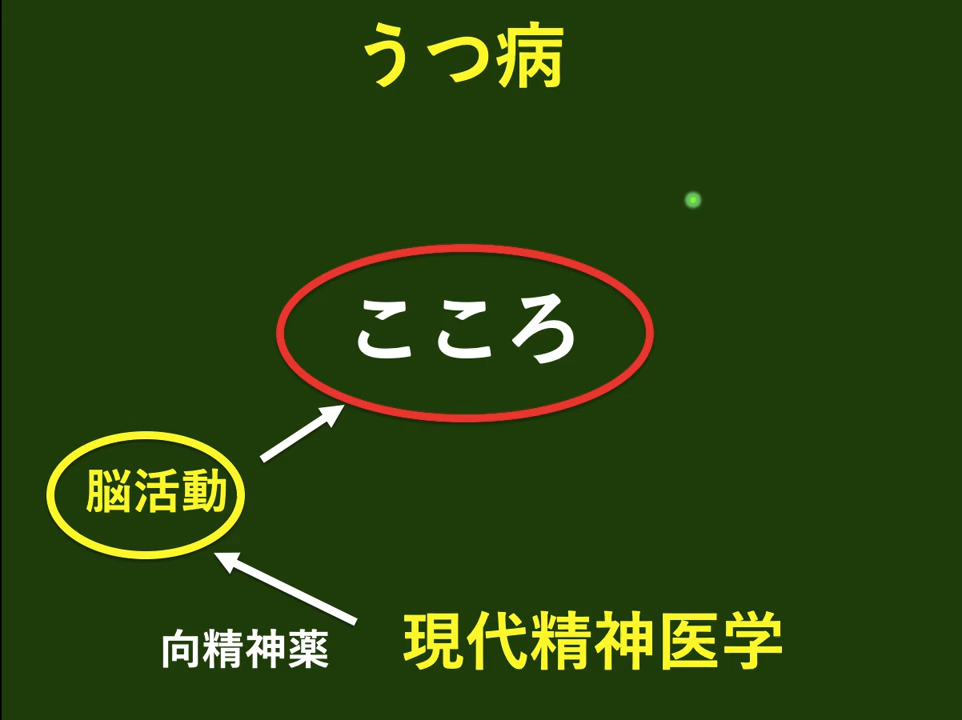 うつ病
こころ
脳活動
向精神薬
現代精神医学